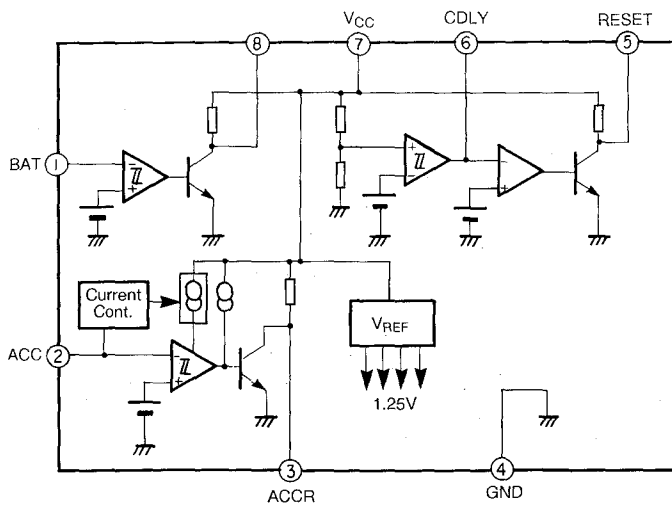 VCC CDLY RESET
8 7 6 5
BAT 1
- +
+ -
- +
Current
Cont.
ACC 2
- +
VREF
1.25V
3 4
ACCR GND